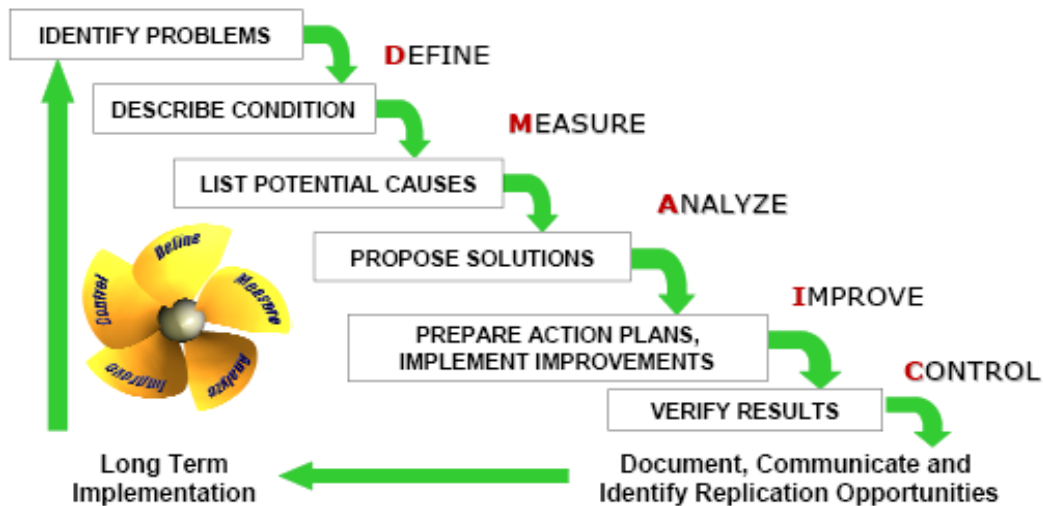 IDENTIFY PROBLEMS
DEFINE
DESCRIBE CONDITION
MEASURE
LIST POTENTIAL CAUSES
ANALYZE
PROPOSE SOLUTIONS
Define
Measure
Analyze
Improve
Control
IMPROVE
PREPARE ACTION PLANS,
IMPLEMENT IMPROVEMENTS
CONTROL
VERIFY RESULTS
Long Term
Implementation
Document, Communicate and
Identify Replication Opportunities